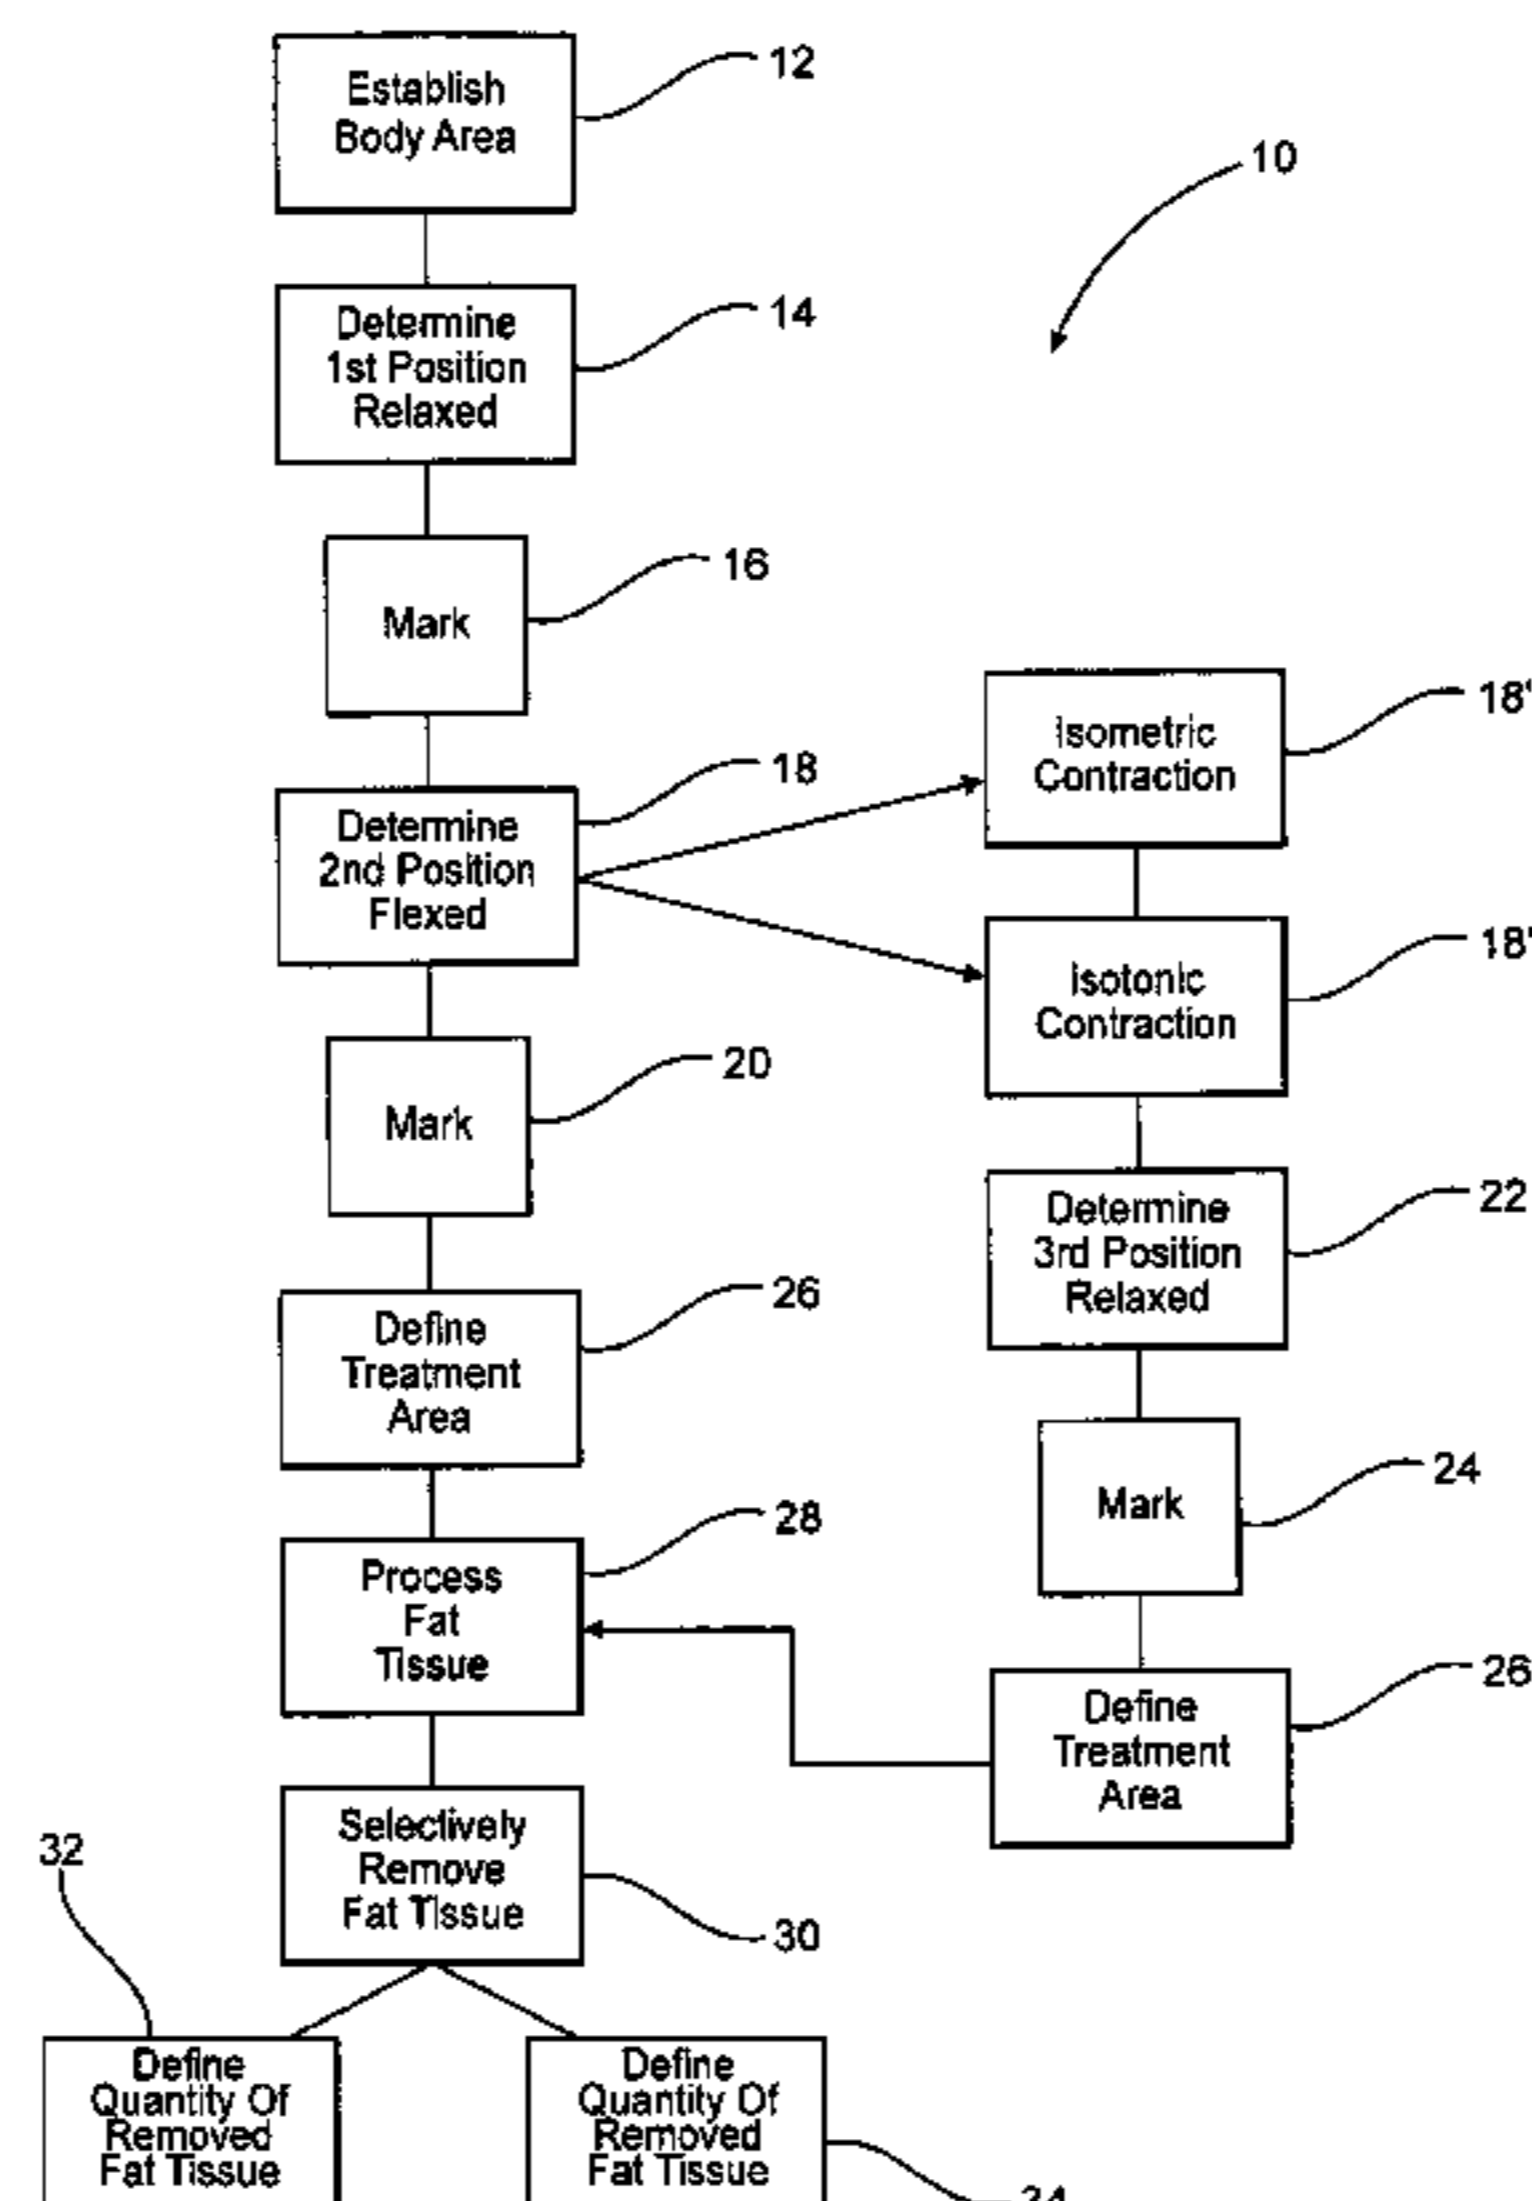 Establish
Body Area
12
10
Determine
1st Position
Relaxed
14
Mark
16
Determine
2nd Position
Flexed
18
Isometric
Contraction
18'
Isotonic
Contraction
18'
Mark
20
Determine
3rd Position
Relaxed
22
Define
Treatment
Area
26
Mark
24
Process
Fat
Tissue
28
Define
Treatment
Area
26
Selectively
Remove
Fat Tissue
30
32
Define
Quantity Of
Removed
Fat Tissue
Define
Quantity Of
Removed
Fat Tissue
34